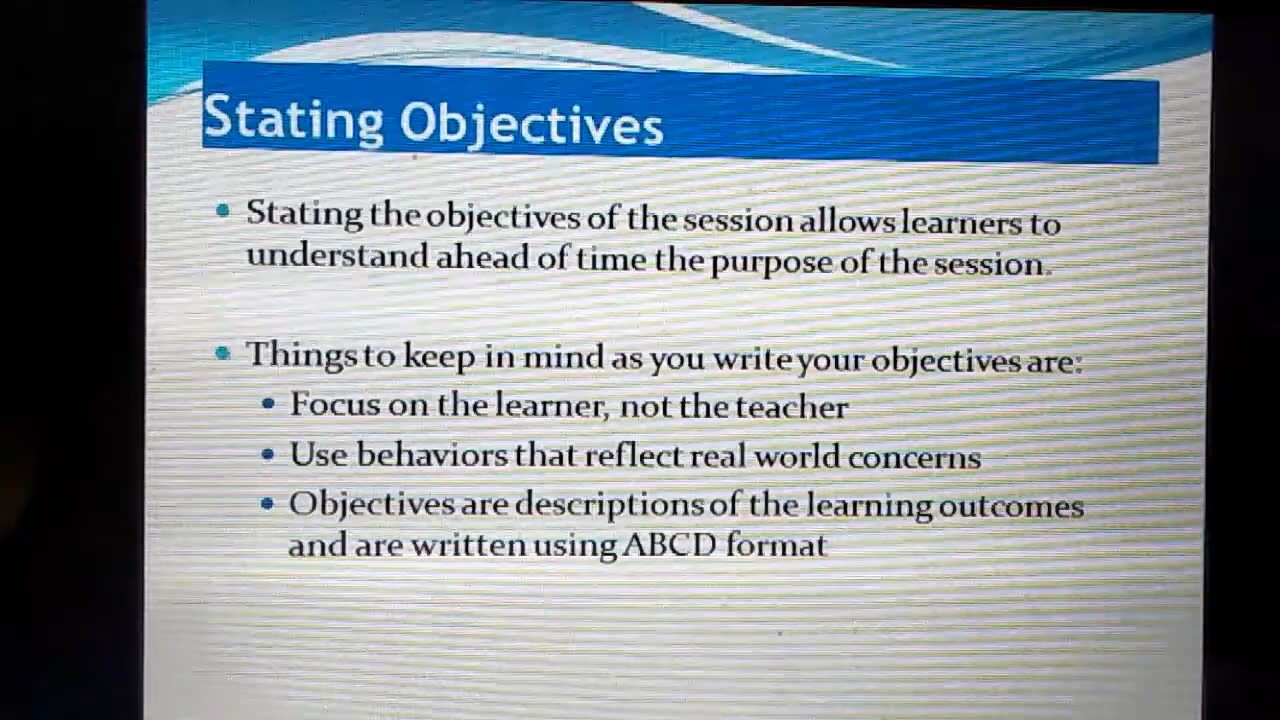 Stating Objectives
Stating the objectives of the session allows learners to
understand ahead of time the purpose of the session.
Things to keep in mind as you write your objectives are:
Focus on the learner, not the teacher
Use behaviors that reflect real world concerns
Objectives are descriptions of the learning outcomes
and are written using ABCD format